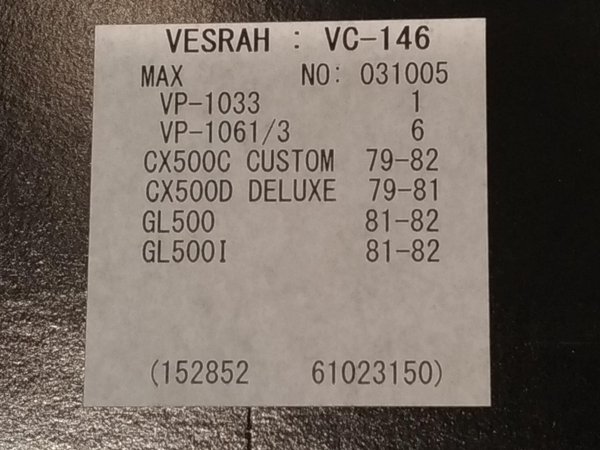 VESRAH : VC-146
MAX NO: 031005
VP-1033 1
VP-1061/3 6
CX500C CUSTOM 79-82
CX500D DELUXE 79-81
GL500 81-82
GL500I 81-82
(152852 61023150)